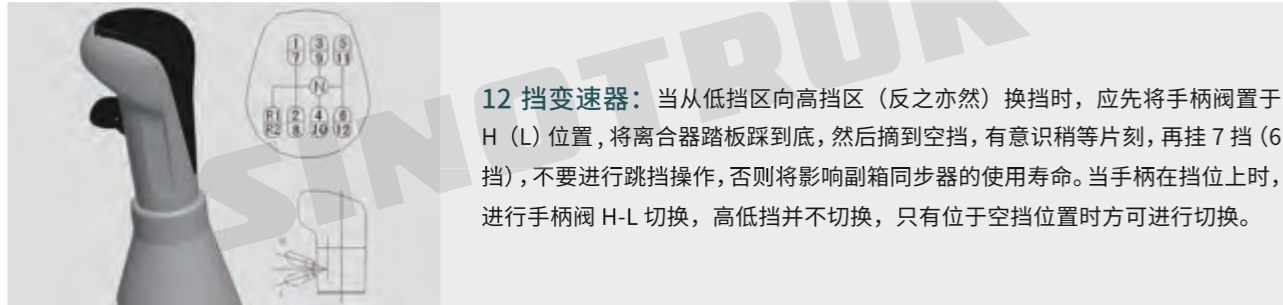 SINOTRUK
1 3 5
7 9 11
N
R1 2 4 6
R2 8 10 12
12 挡变速器：当从低挡区向高挡区（反之亦然）换挡时，应先将手柄阀置于
H（L）位置，将离合器踏板踩到底，然后摘到空挡，有意识稍等片刻，再挂 7 挡（6
挡），不要进行跳挡操作，否则将影响副箱同步器的使用寿命。当手柄在挡位上时，
进行手柄阀 H-L 切换，高低挡并不切换，只有位于空挡位置时方可进行切换。